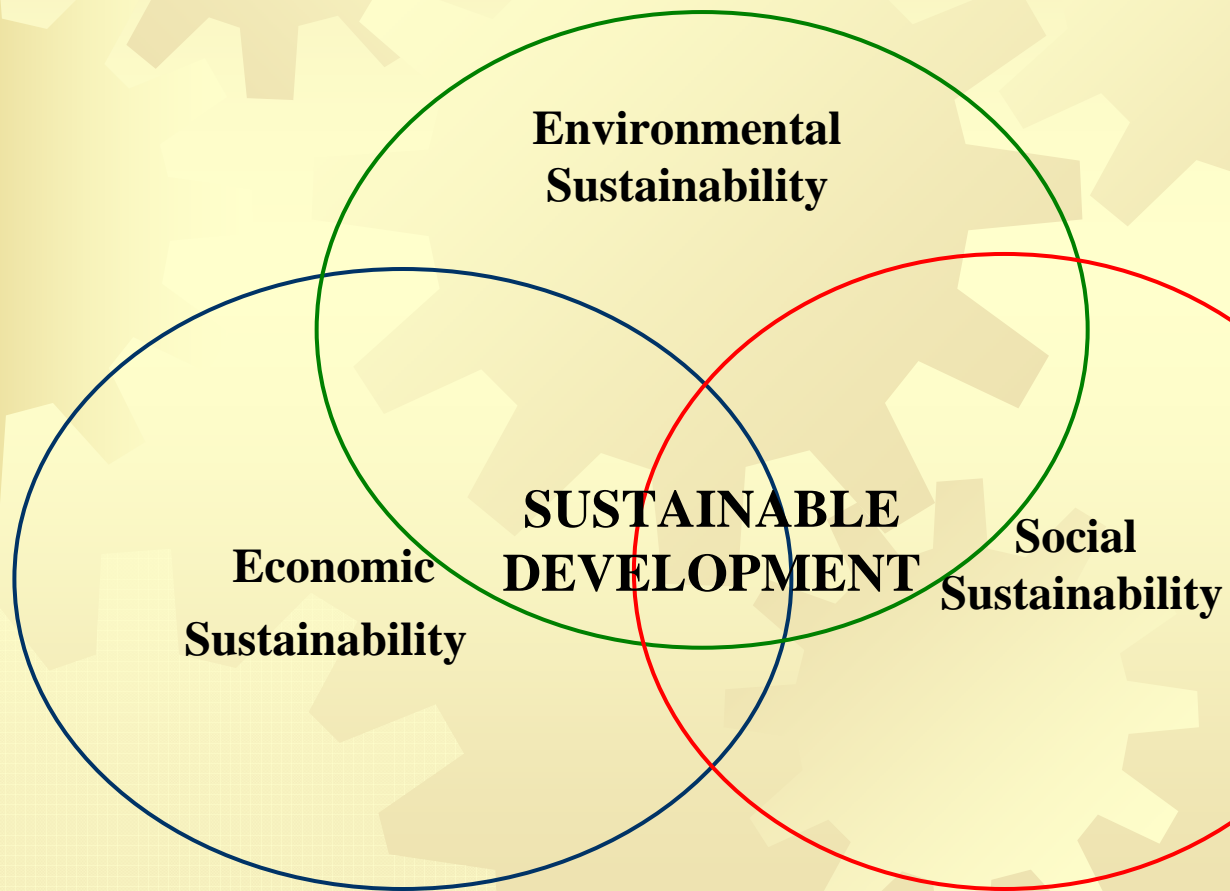 Environmental
Sustainability
SUSTAINABLE
DEVELOPMENT
Economic
Sustainability
Social
Sustainability